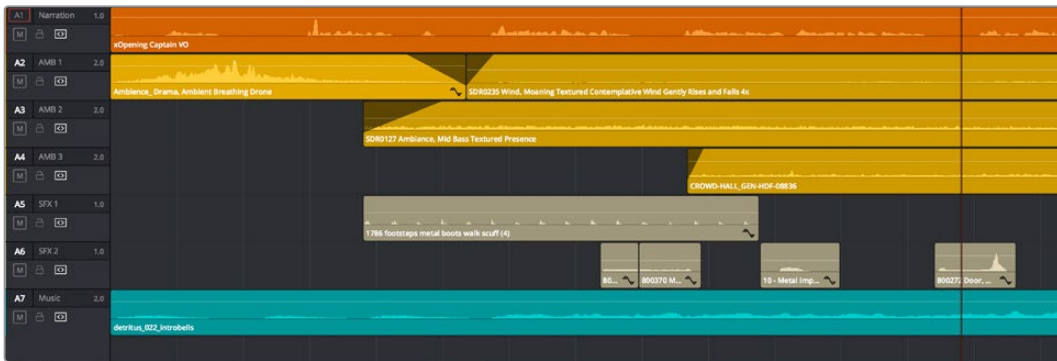 A1 Narration 1.0
M
xOpening Captain VO
A2 AMB 1 2.0
M
Ambience_ Drama, Ambient Breathing Drone
SDR0235 Wind, Moaning Textured Contemplative Wind Gently Rises and Falls 4x
A3 AMB 2 2.0
M
SDR0127 Ambiance, Mid Bass Textured Presence
A4 AMB 3 2.0
M
CROWD-HALL_GEN-HDF-08836
A5 SFX 1 1.0
M
1786 footsteps metal boots walk scuff (4)
A6 SFX 2 1.0
M
80...
800370 M...
10 - Metal Imp...
800272 Door, ...
A7 Music 2.0
M
detritus_022_introbells